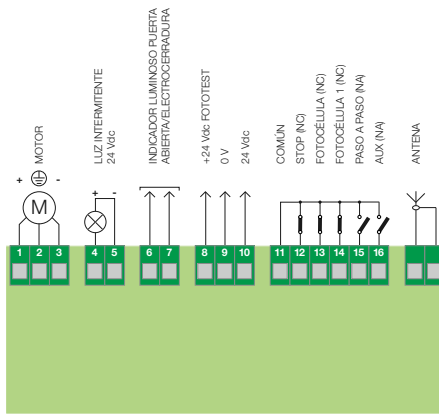 MOTOR
+ -
M
LUZ INTERMITENTE
24 Vdc
+ -
INDICADOR LUMINOSO PUERTA
ABIERTA/ELECTROCERRADURA
+24 Vdc FOTOTEST
0 V
24 Vdc
COMÚN
STOP (NC)
FOTOCÉLULA (NC)
FOTOCÉLULA 1 (NC)
PASO A PASO (NA)
AUX (NA)
ANTENA
1 2 3 4 5 6 7 8 9 10 11 12 13 14 15 16